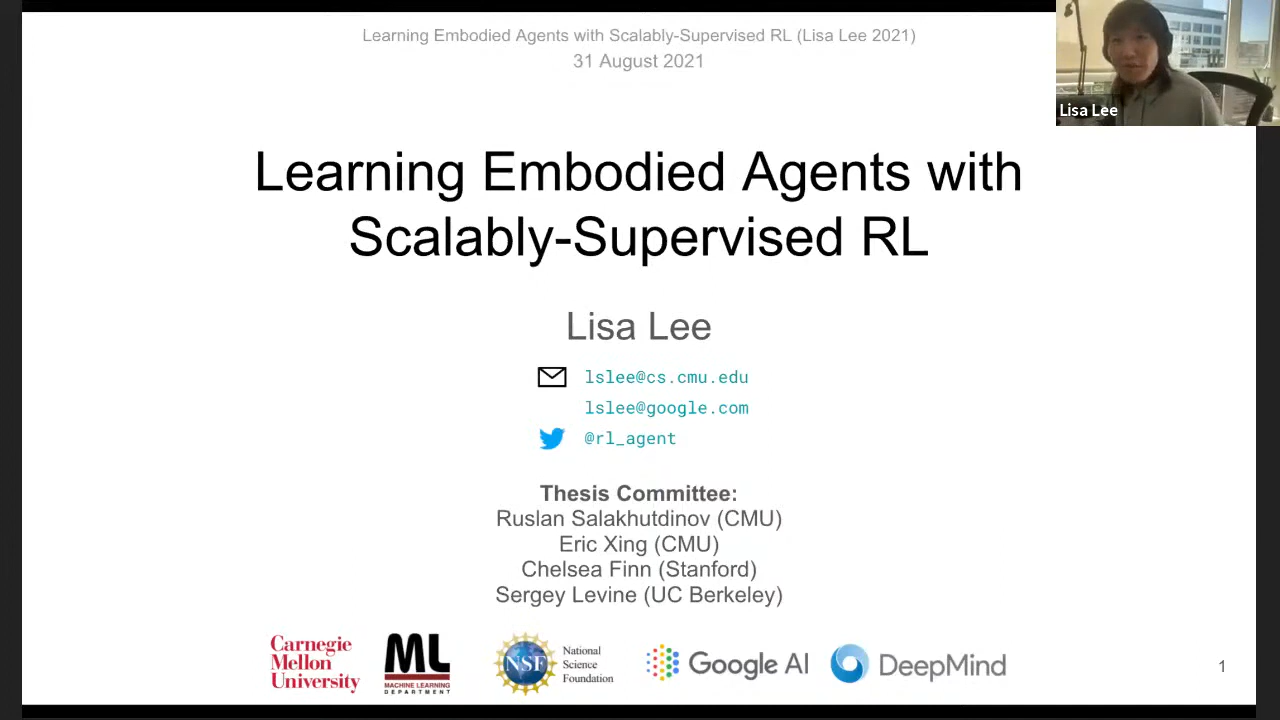 Learning Embodied Agents with Scalably-Supervised RL (Lisa Lee 2021)
31 August 2021
Lisa Lee
Learning Embodied Agents with
Scalably-Supervised RL
Lisa Lee
lslee@cs.cmu.edu
lslee@google.com
@rl_agent
Thesis Committee:
Ruslan Salakhutdinov (CMU)
Eric Xing (CMU)
Chelsea Finn (Stanford)
Sergey Levine (UC Berkeley)
Carnegie
Mellon
University
ML
MACHINE LEARNING
DEPARTMENT
NSF
National
Science
Foundation
Google AI
DeepMind
1